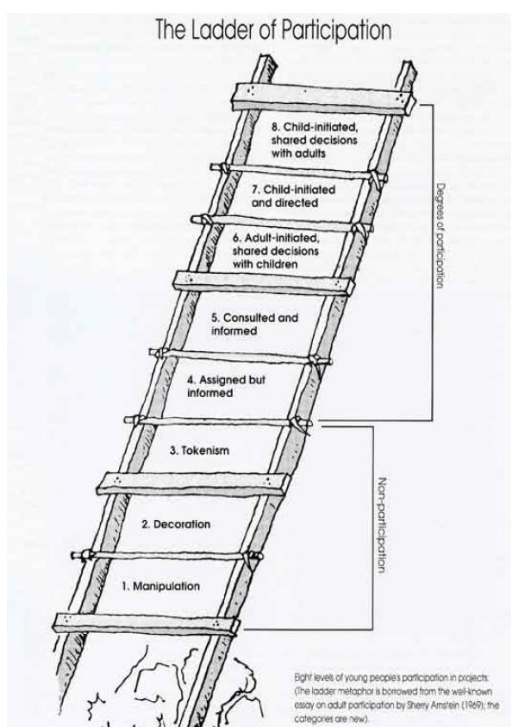 The Ladder of Participation
8. Child-initiated,
shared decisions
with adults
7. Child-initiated
and directed
6. Adult-initiated,
shared decisions
with children
5. Consulted and
informed
4. Assigned but
informed
3. Tokenism
2. Decoration
1. Manipulation
Degrees of participation
Non-participation
Eight levels of young people's participation in projects:
(The ladder metaphor is borrowed from the well-known
essay on adult participation by Sherry Arnstein (1969); the
categories are new).